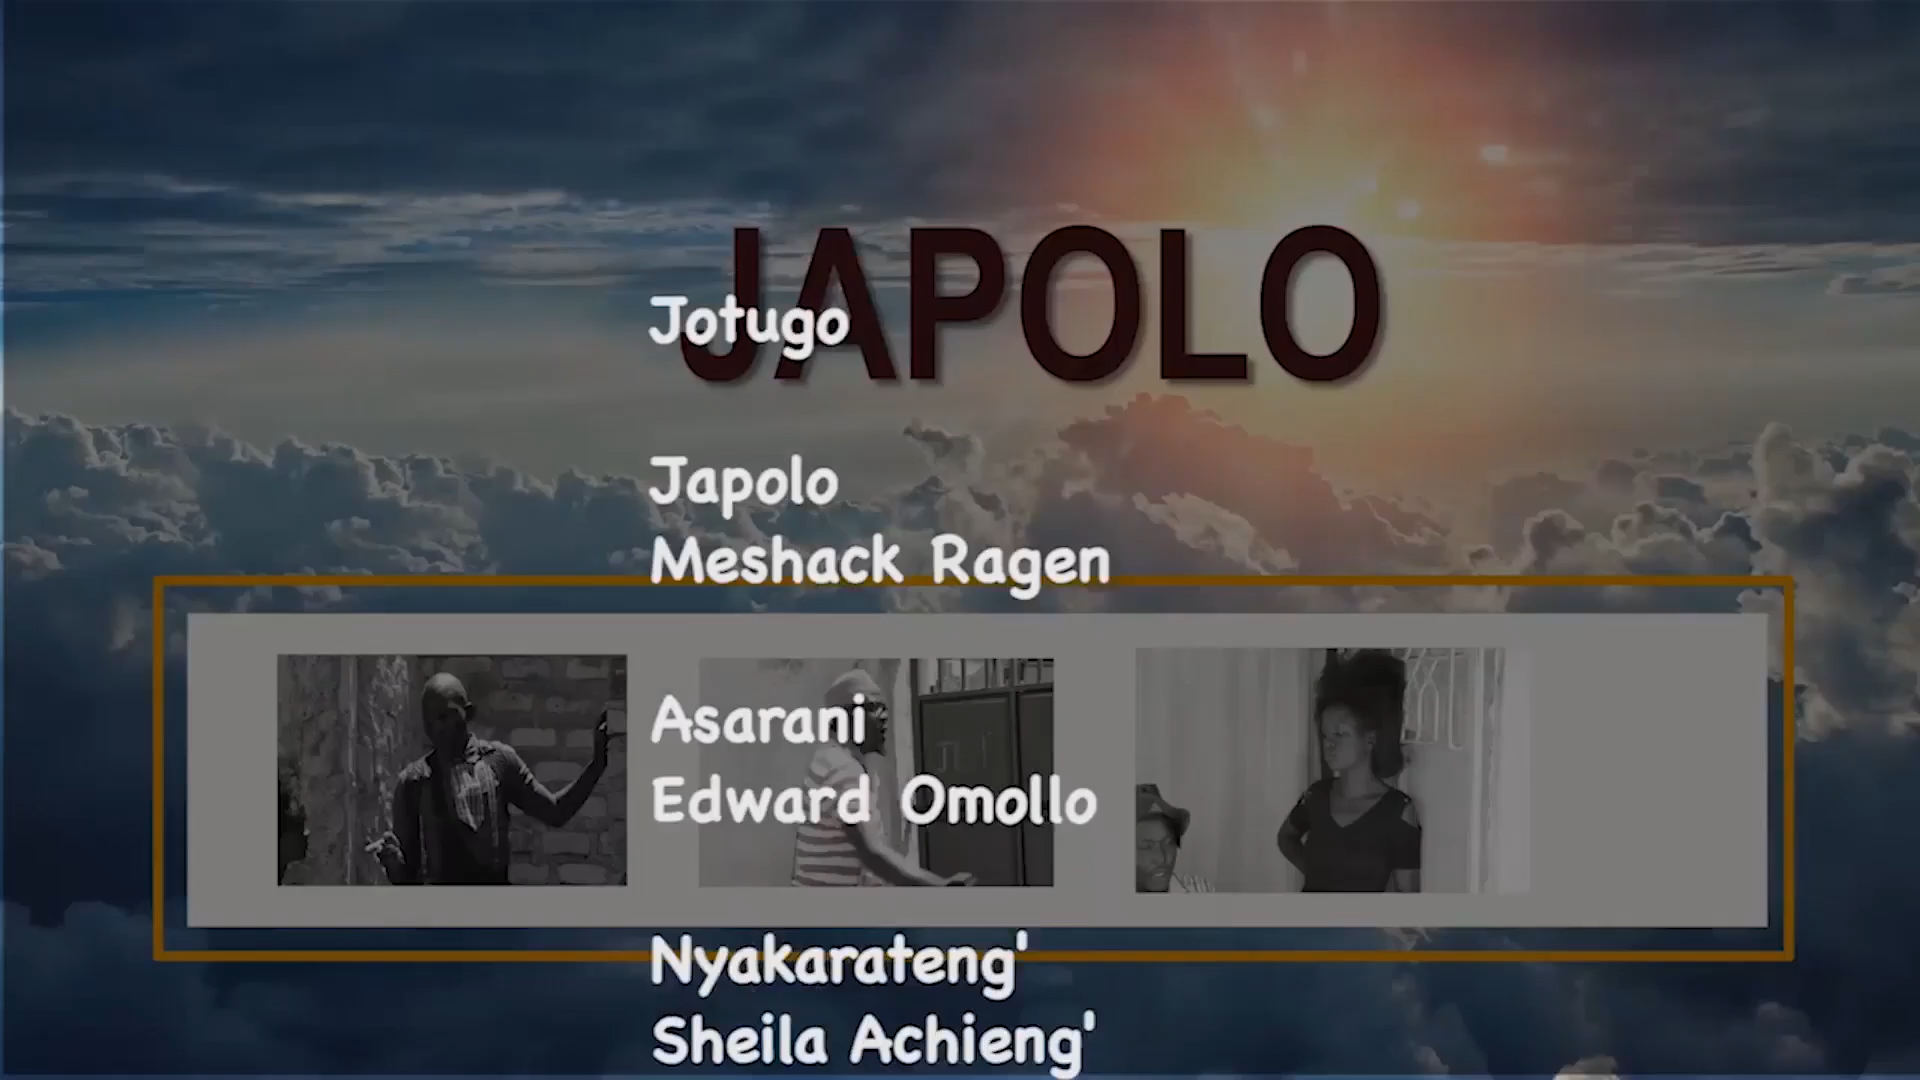 JAPOLO
Jotugo
Japolo
Meshack Ragen
Asarani
Edward Omollo
Nyakarateng'
Sheila Achieng'